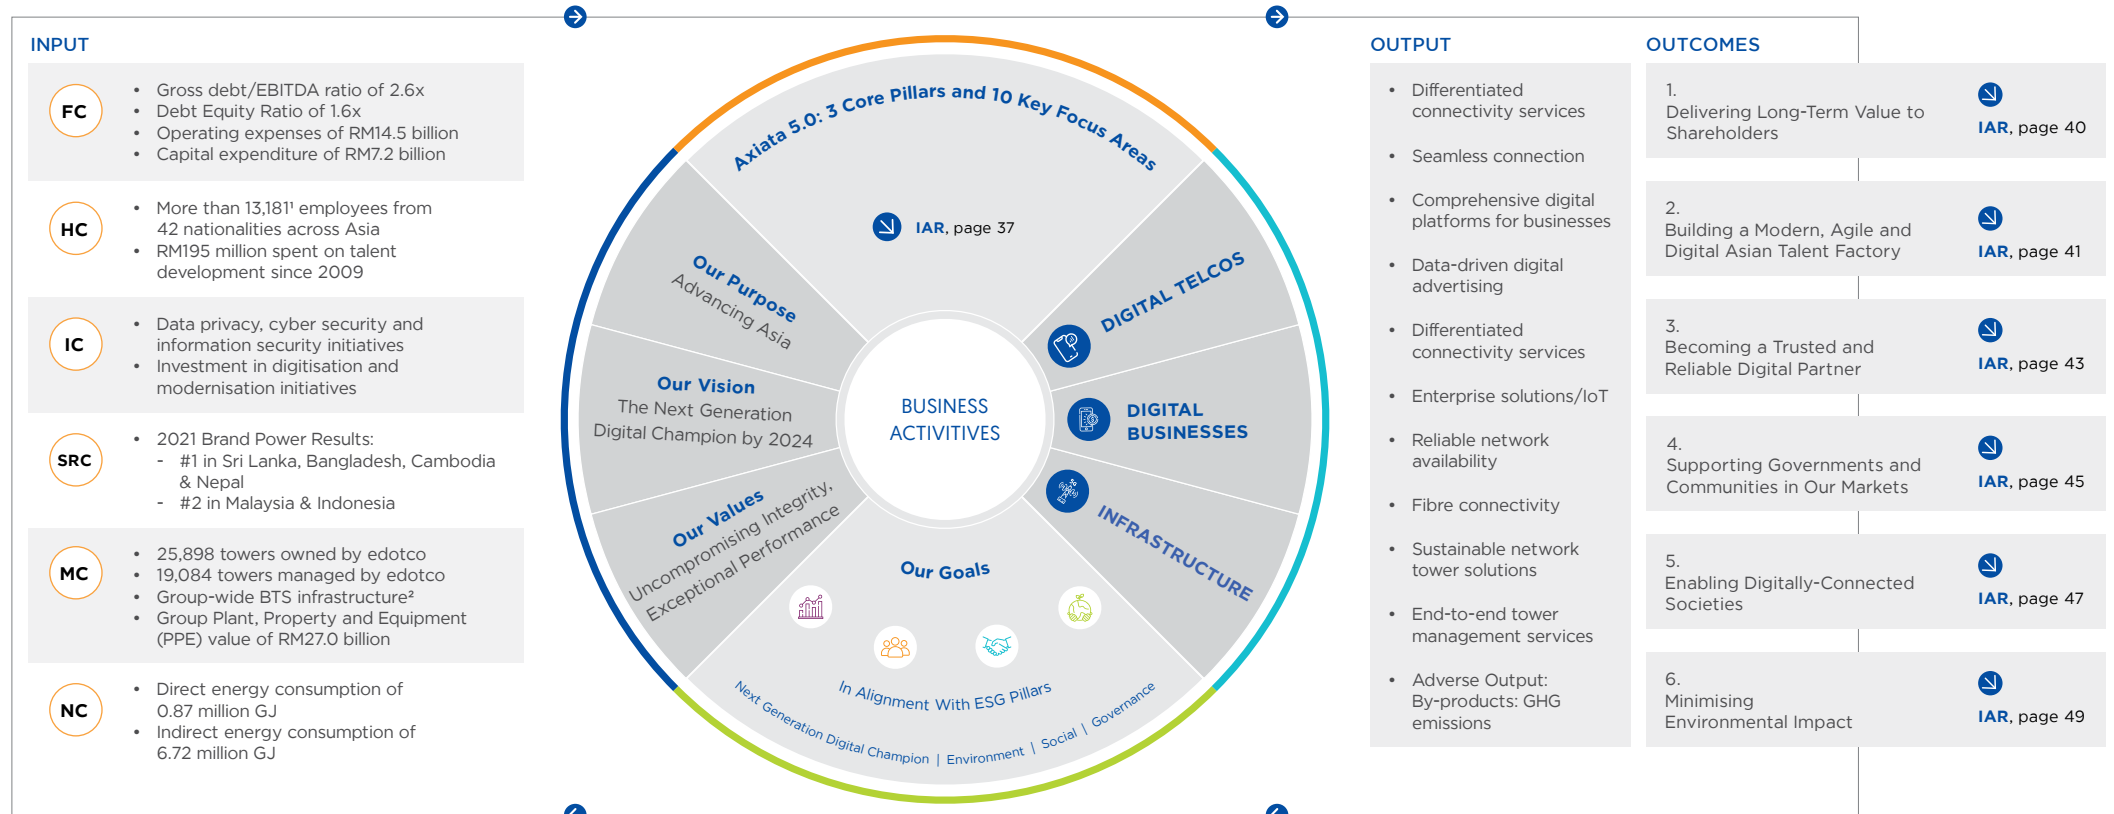 INPUT
FC
• Gross debt/EBITDA ratio of 2.6x
• Debt Equity Ratio of 1.6x
• Operating expenses of RM14.5 billion
• Capital expenditure of RM7.2 billion
HC
• More than 13,181¹ employees from
42 nationalities across Asia
• RM195 million spent on talent
development since 2009
IC
• Data privacy, cyber security and
information security initiatives
• Investment in digitisation and
modernisation initiatives
SRC
• 2021 Brand Power Results:
- #1 in Sri Lanka, Bangladesh, Cambodia
& Nepal
- #2 in Malaysia & Indonesia
MC
• 25,898 towers owned by edotco
• 19,084 towers managed by edotco
• Group-wide BTS infrastructure²
• Group Plant, Property and Equipment
(PPE) value of RM27.0 billion
NC
• Direct energy consumption of
0.87 million GJ
• Indirect energy consumption of
6.72 million GJ
Axiata 5.0: 3 Core Pillars and 10 Key Focus Areas
IAR, page 37
Our Purpose
Advancing Asia
Our Vision
The Next Generation
Digital Champion by 2024
Our Values
Uncompromising Integrity,
Exceptional Performance
BUSINESS
ACTIVITIVES
DIGITAL TELCOS
DIGITAL
BUSINESSES
5G
INFRASTRUCTURE
Our Goals
In Alignment With ESG Pillars
Next Generation Digital Champion | Environment | Social | Governance
OUTPUT
• Differentiated
connectivity services
• Seamless connection
• Comprehensive digital
platforms for businesses
• Data-driven digital
advertising
• Differentiated
connectivity services
• Enterprise solutions/IoT
• Reliable network
availability
• Fibre connectivity
• Sustainable network
tower solutions
• End-to-end tower
management services
• Adverse Output:
By-products: GHG
emissions
OUTCOMES
1.
Delivering Long-Term Value to
Shareholders
IAR, page 40
2.
Building a Modern, Agile and
Digital Asian Talent Factory
IAR, page 41
3.
Becoming a Trusted and
Reliable Digital Partner
IAR, page 43
4.
Supporting Governments and
Communities in Our Markets
IAR, page 45
5.
Enabling Digitally-Connected
Societies
IAR, page 47
6.
Minimising
Environmental Impact
IAR, page 49